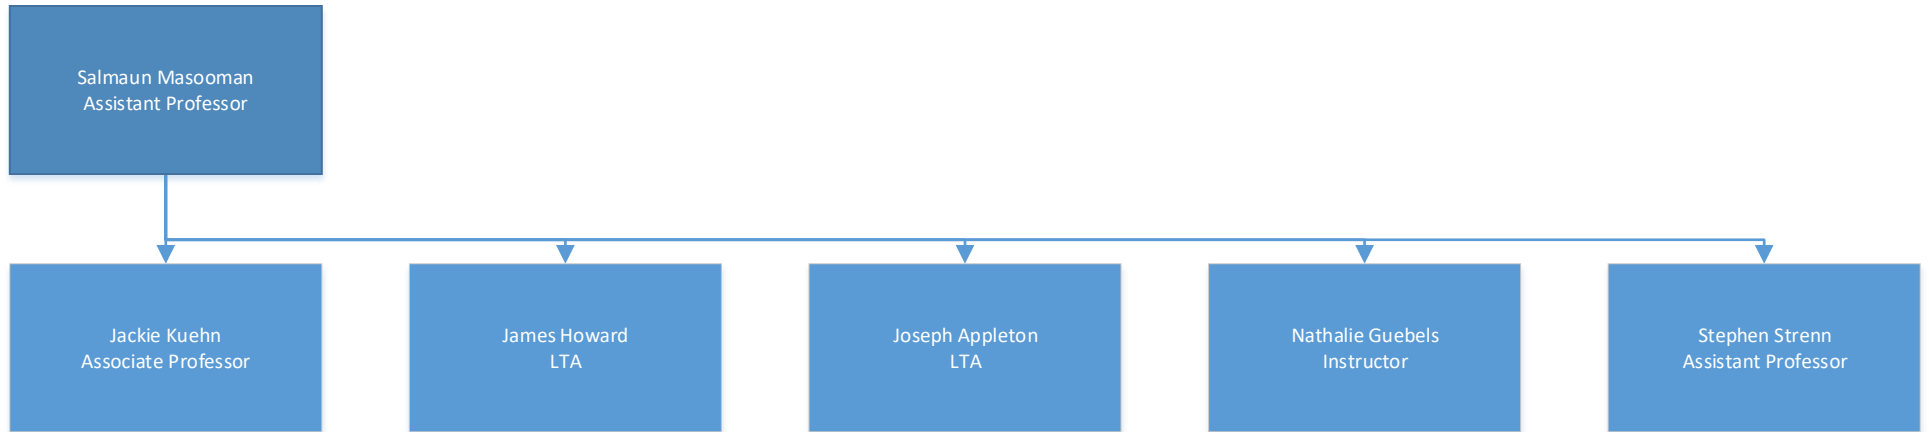 Salmaun Masooman
Assistant Professor
Jackie Kuehn
Associate Professor
James Howard
LTA
Joseph Appleton
LTA
Nathalie Guebels
Instructor
Stephen Strenn
Assistant Professor